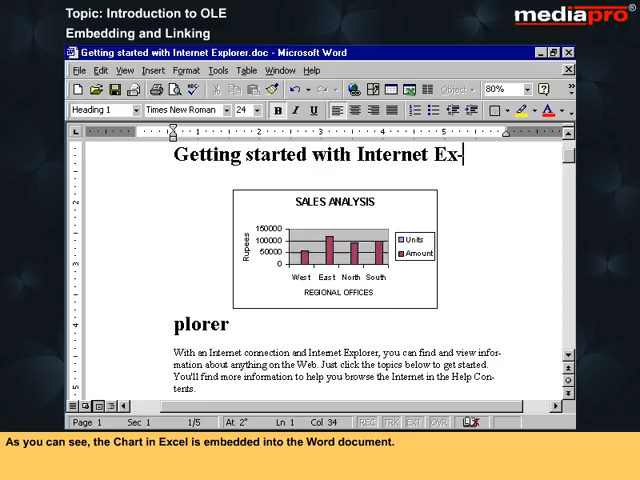 Topic: Introduction to OLE
Embedding and Linking
mediapro®
Getting started with Internet Explorer.doc - Microsoft Word
File Edit View Insert Format Tools Table Window Help
Object 80%
Heading 1 Times New Roman 24 B I U
1 2 3 4 5
Getting started with Internet Ex-
SALES ANALYSIS
150000
100000
50000
0
Rupees
West East North South
REGIONAL OFFICES
Units
Amount
plorer
With an Internet connection and Internet Explorer, you can find and view infor-
mation about anything on the Web. Just click the topics below to get started.
You'll find more information to help you browse the Internet in the Help Con-
tents.
Page 1 Sec 1 1/5 At 2" Ln 1 Col 34 REC TRK EXT OVR
As you can see, the Chart in Excel is embedded into the Word document.